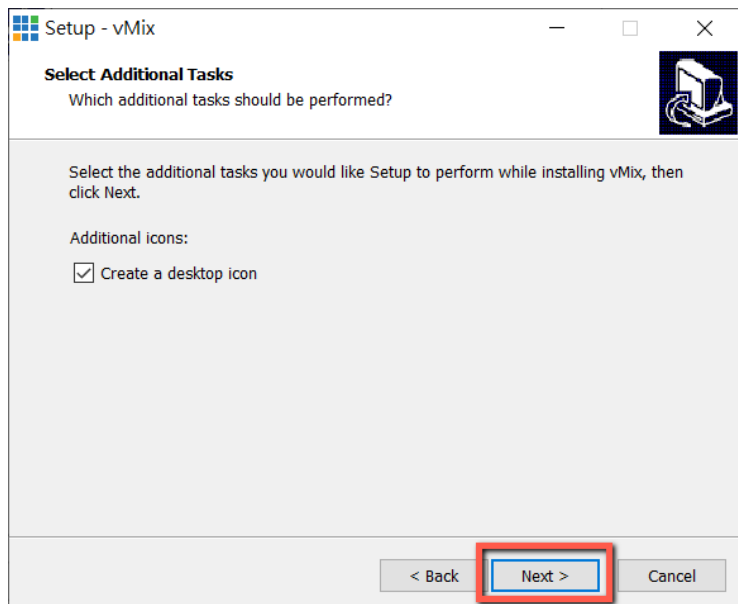 Setup - vMix
Select Additional Tasks
Which additional tasks should be performed?
Select the additional tasks you would like Setup to perform while installing vMix, then
click Next.
Additional icons:
Create a desktop icon
< Back
Next >
Cancel